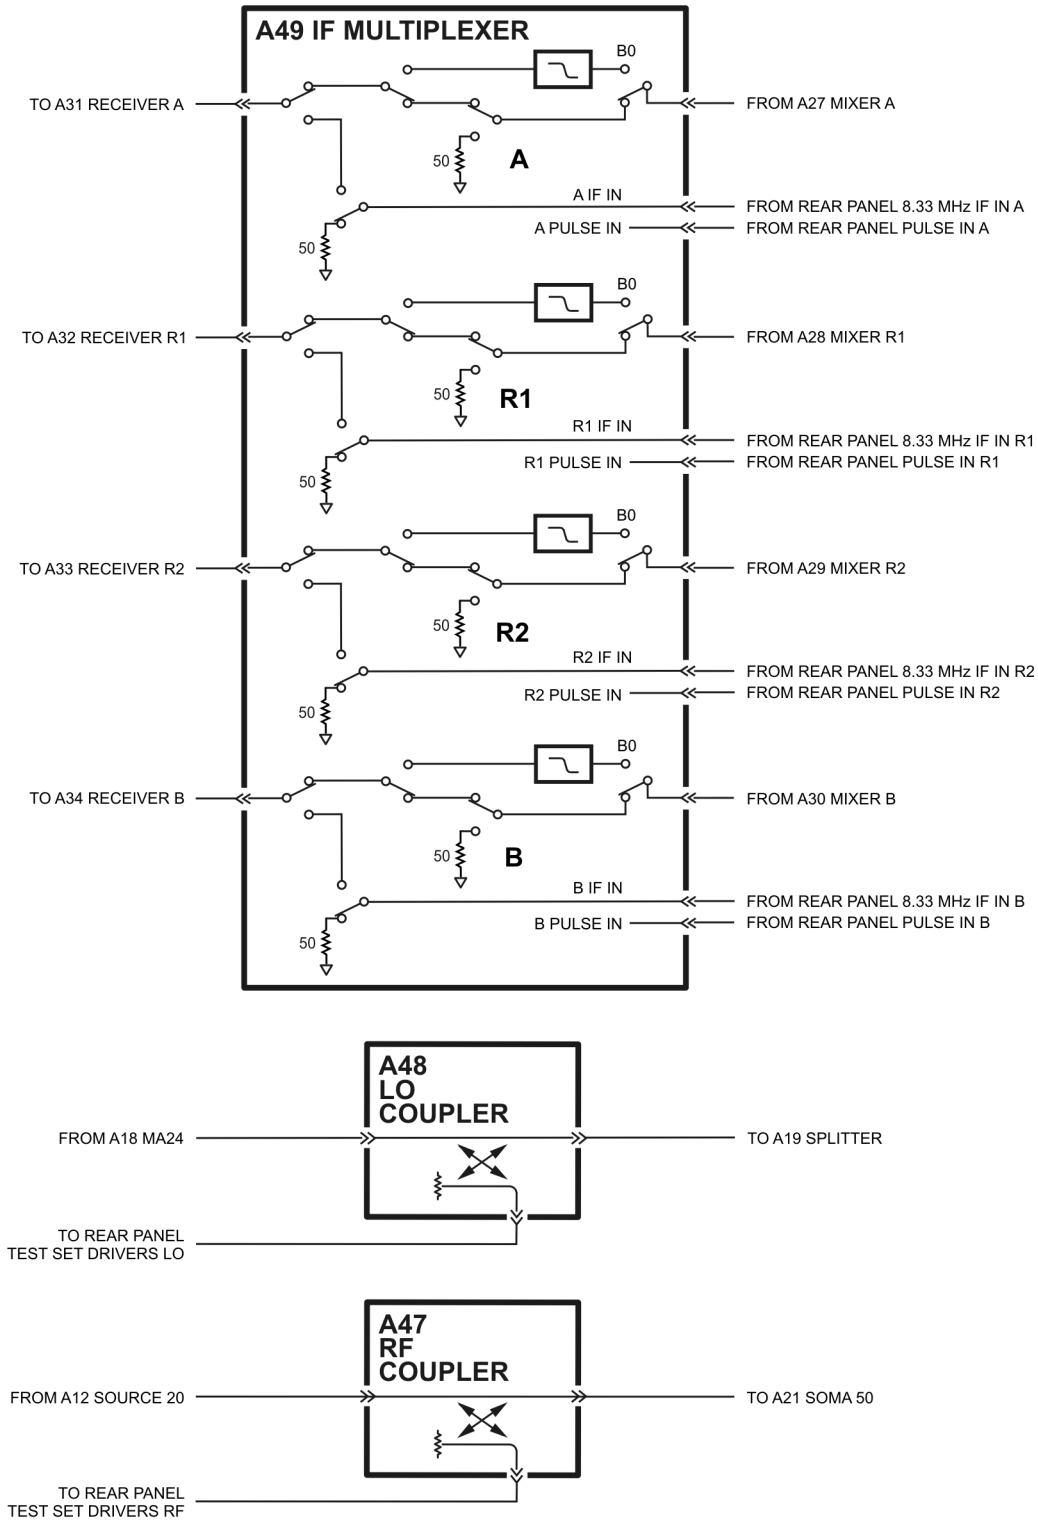 A49 IF MULTIPLEXER
B0
TO A31 RECEIVER A
FROM A27 MIXER A
50
A
A IF IN
FROM REAR PANEL 8.33 MHz IF IN A
A PULSE IN
FROM REAR PANEL PULSE IN A
50
B0
TO A32 RECEIVER R1
FROM A28 MIXER R1
50
R1
R1 IF IN
FROM REAR PANEL 8.33 MHz IF IN R1
R1 PULSE IN
FROM REAR PANEL PULSE IN R1
50
B0
TO A33 RECEIVER R2
FROM A29 MIXER R2
50
R2
R2 IF IN
FROM REAR PANEL 8.33 MHz IF IN R2
R2 PULSE IN
FROM REAR PANEL PULSE IN R2
50
B0
TO A34 RECEIVER B
FROM A30 MIXER B
50
B
B IF IN
FROM REAR PANEL 8.33 MHz IF IN B
B PULSE IN
FROM REAR PANEL PULSE IN B
50
A48
LO
COUPLER
FROM A18 MA24
TO A19 SPLITTER
TO REAR PANEL
TEST SET DRIVERS LO
A47
RF
COUPLER
FROM A12 SOURCE 20
TO A21 SOMA 50
TO REAR PANEL
TEST SET DRIVERS RF